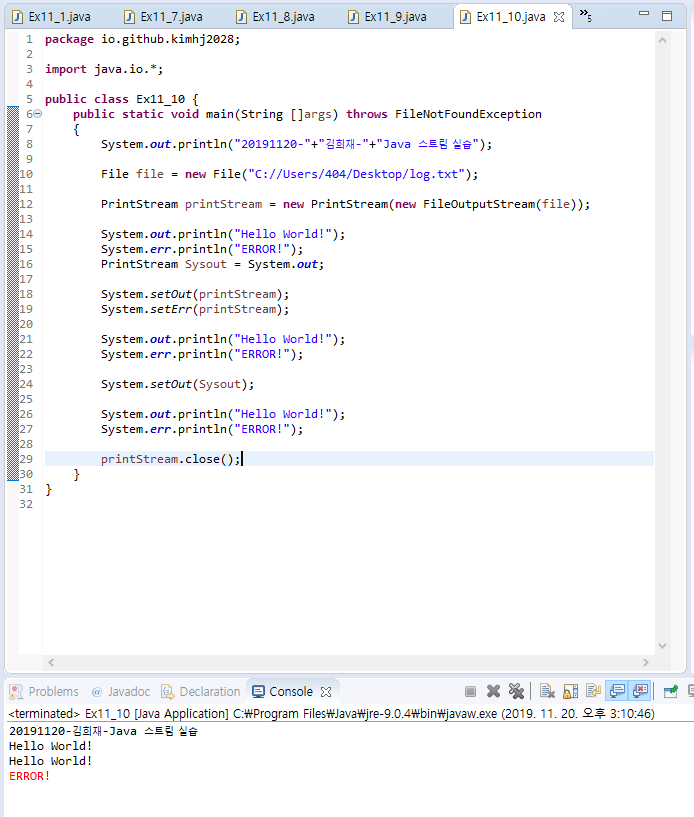 Ex11_1.java Ex11_7.java Ex11_8.java Ex11_9.java Ex11_10.java »5
1 package io.github.kimhj2028;
2
3 import java.io.*;
4
5 public class Ex11_10 {
6 public static void main(String []args) throws FileNotFoundException
7 {
8 System.out.println("20191120-"+"김희재-"+"Java 스트림 실습");
9
10 File file = new File("C://Users/404/Desktop/log.txt");
11
12 PrintStream printStream = new PrintStream(new FileOutputStream(file));
13
14 System.out.println("Hello World!");
15 System.err.println("ERROR!");
16 PrintStream Sysout = System.out;
17
18 System.setOut(printStream);
19 System.setErr(printStream);
20
21 System.out.println("Hello World!");
22 System.err.println("ERROR!");
23
24 System.setOut(Sysout);
25
26 System.out.println("Hello World!");
27 System.err.println("ERROR!");
28
29 printStream.close();
30 }
31 }
32
Problems @ Javadoc Declaration Console
<terminated> Ex11_10 [Java Application] C:₩Program Files₩Java₩jre-9.0.4₩bin₩javaw.exe (2019. 11. 20. 오후 3:10:46)
20191120-김희재-Java 스트림 실습
Hello World!
Hello World!
ERROR!